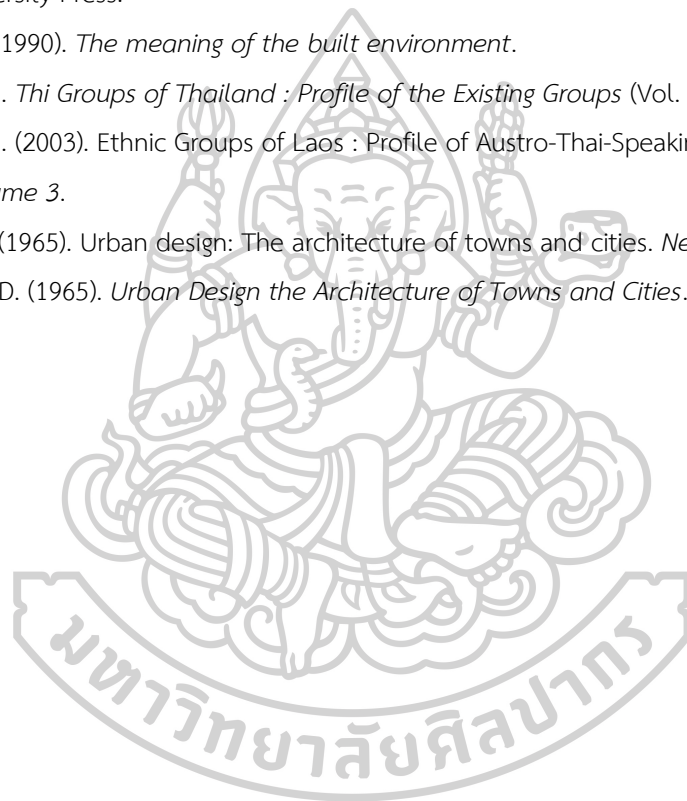 ersity Press.
1990). The meaning of the built environment.
. Thi Groups of Thailand : Profile of the Existing Groups (Vol.
. (2003). Ethnic Groups of Laos : Profile of Austro-Thai-Speakin
me 3.
(1965). Urban design: The architecture of towns and cities. Ne
D. (1965). Urban Design the Architecture of Towns and Cities.
มหาวิทยาลัยศิลปากร